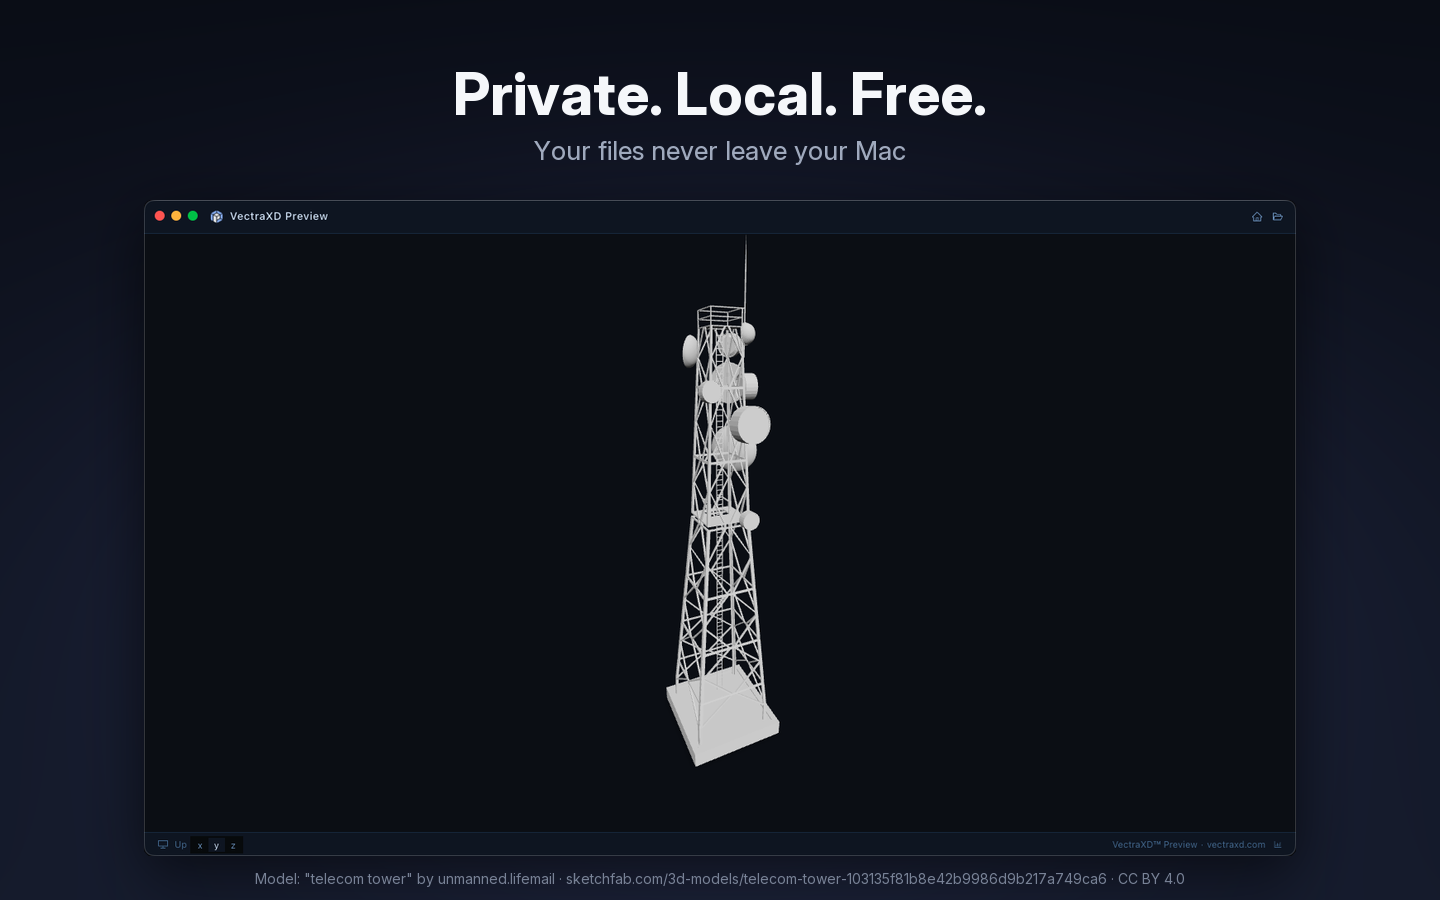 Private. Local. Free.
Your files never leave your Mac
VectraXD Preview
Up x y z
VectraXD™ Preview · vectraxd.com
Model: "telecom tower" by unmanned.lifemail · sketchfab.com/3d-models/telecom-tower-103135f81b8e42b9986d9b217a749ca6 · CC BY 4.0